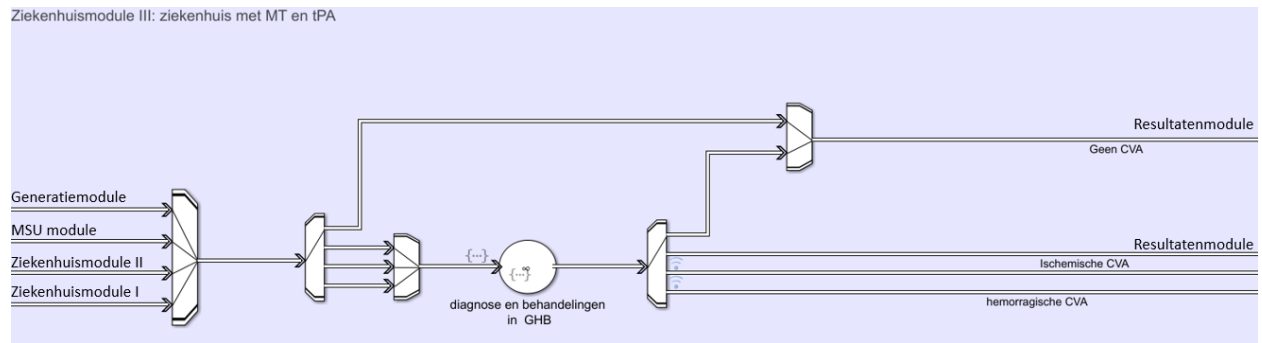 Ziekenhuismodule III: ziekenhuis met MT en tPA
Resultatenmodule
Geen CVA
Generatiemodule
MSU module
Ziekenhuismodule II
Ziekenhuismodule I
{...}
∞
{...}
diagnose en behandelingen
in GHB
Resultatenmodule
Ischemische CVA
hemorragische CVA